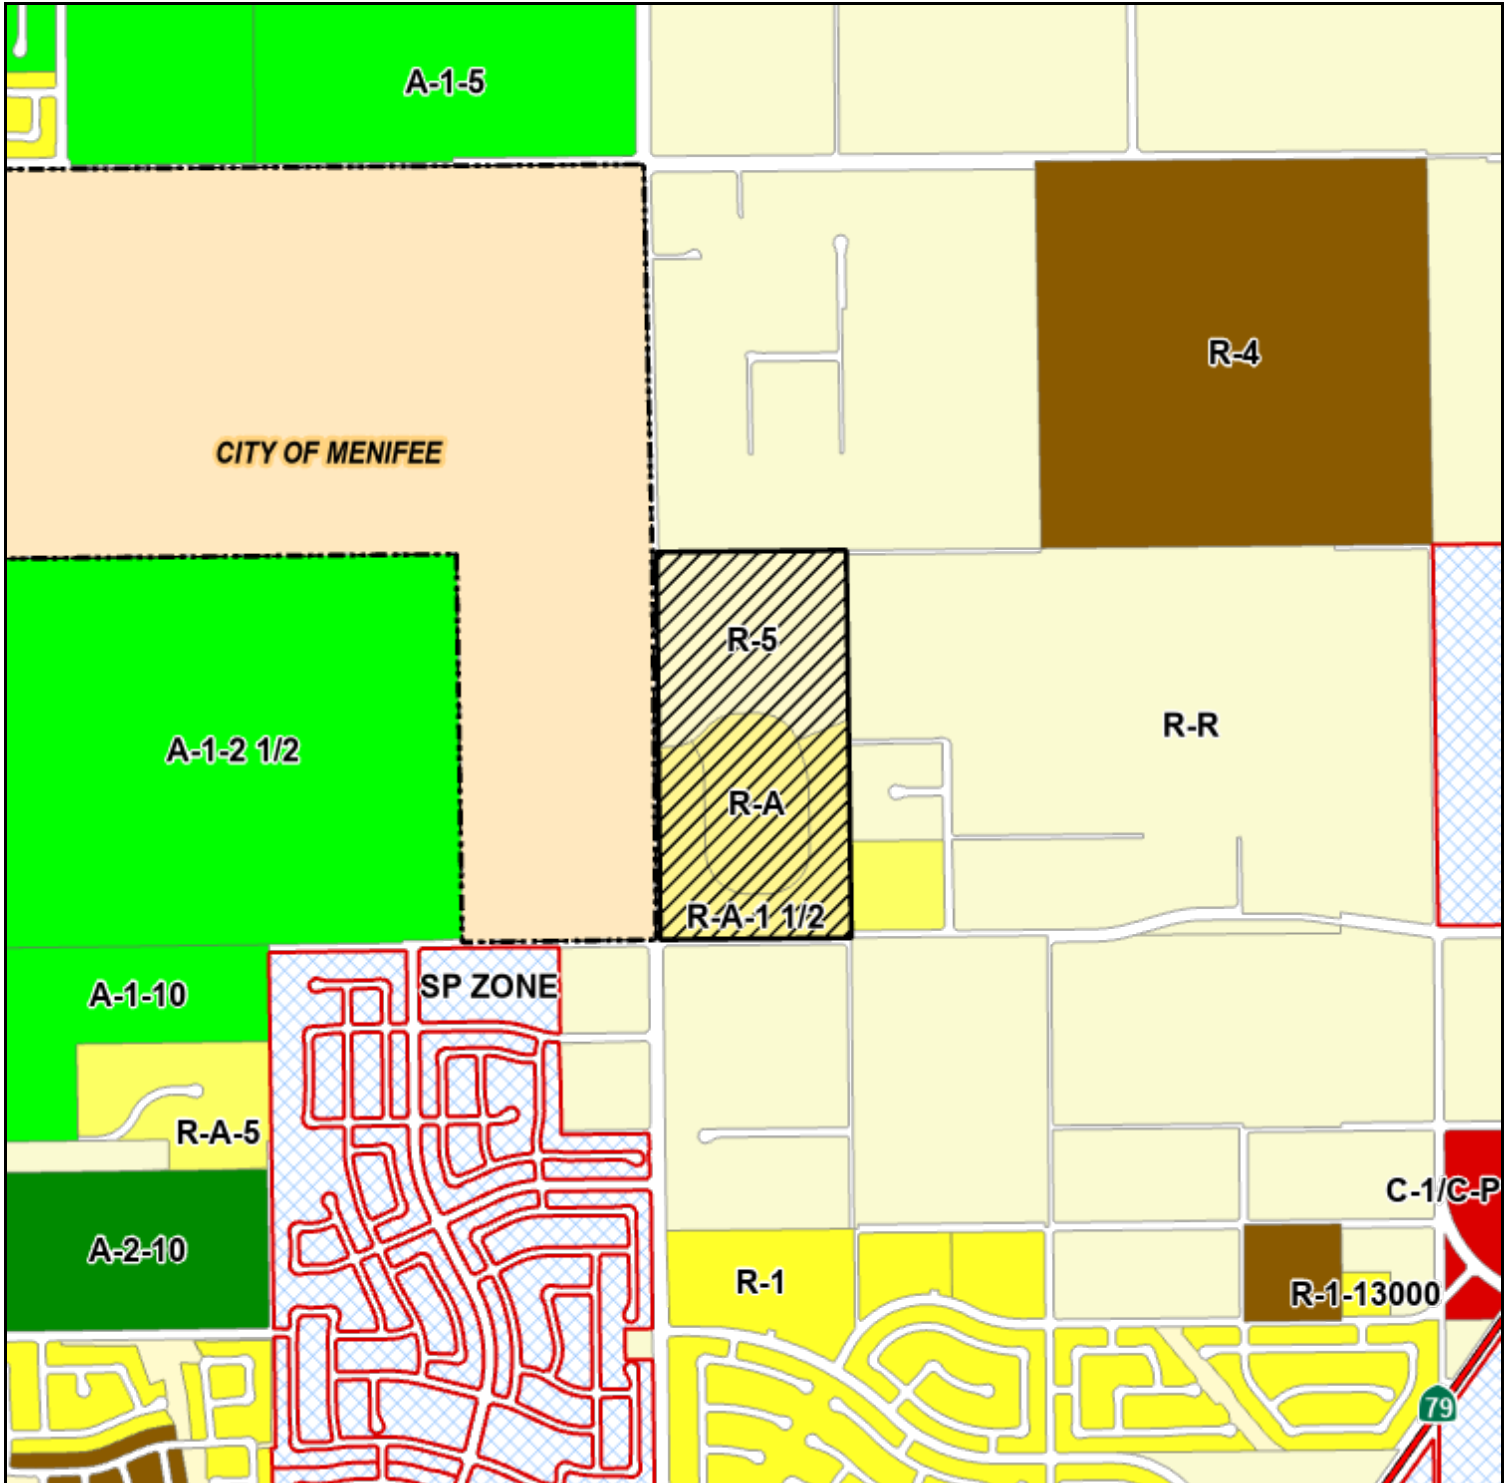 A-1-5
R-4
CITY OF MENIFEE
R-5
R-R
A-1-2 1/2
R-A
R-A-1 1/2
SP ZONE
A-1-10
R-A-5
C-1/C-P
A-2-10
R-1
R-1-13000
79